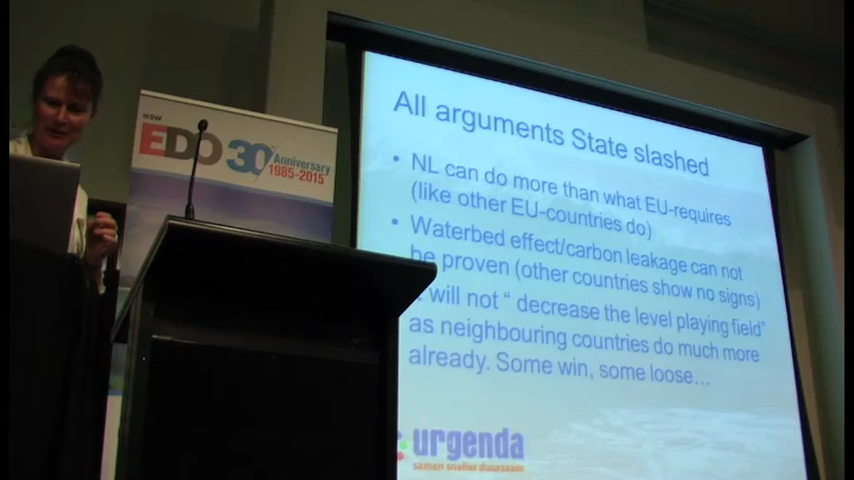 NSW
EDO 30
Anniversary
1985-2015
All arguments State slashed
• NL can do more than what EU-requires
(like other EU-countries do)
• Waterbed effect/carbon leakage can not
be proven (other countries show no signs)
will not “ decrease the level playing field”
as neighbouring countries do much more
already. Some win, some loose...
urgenda
samen sneller duurzaam